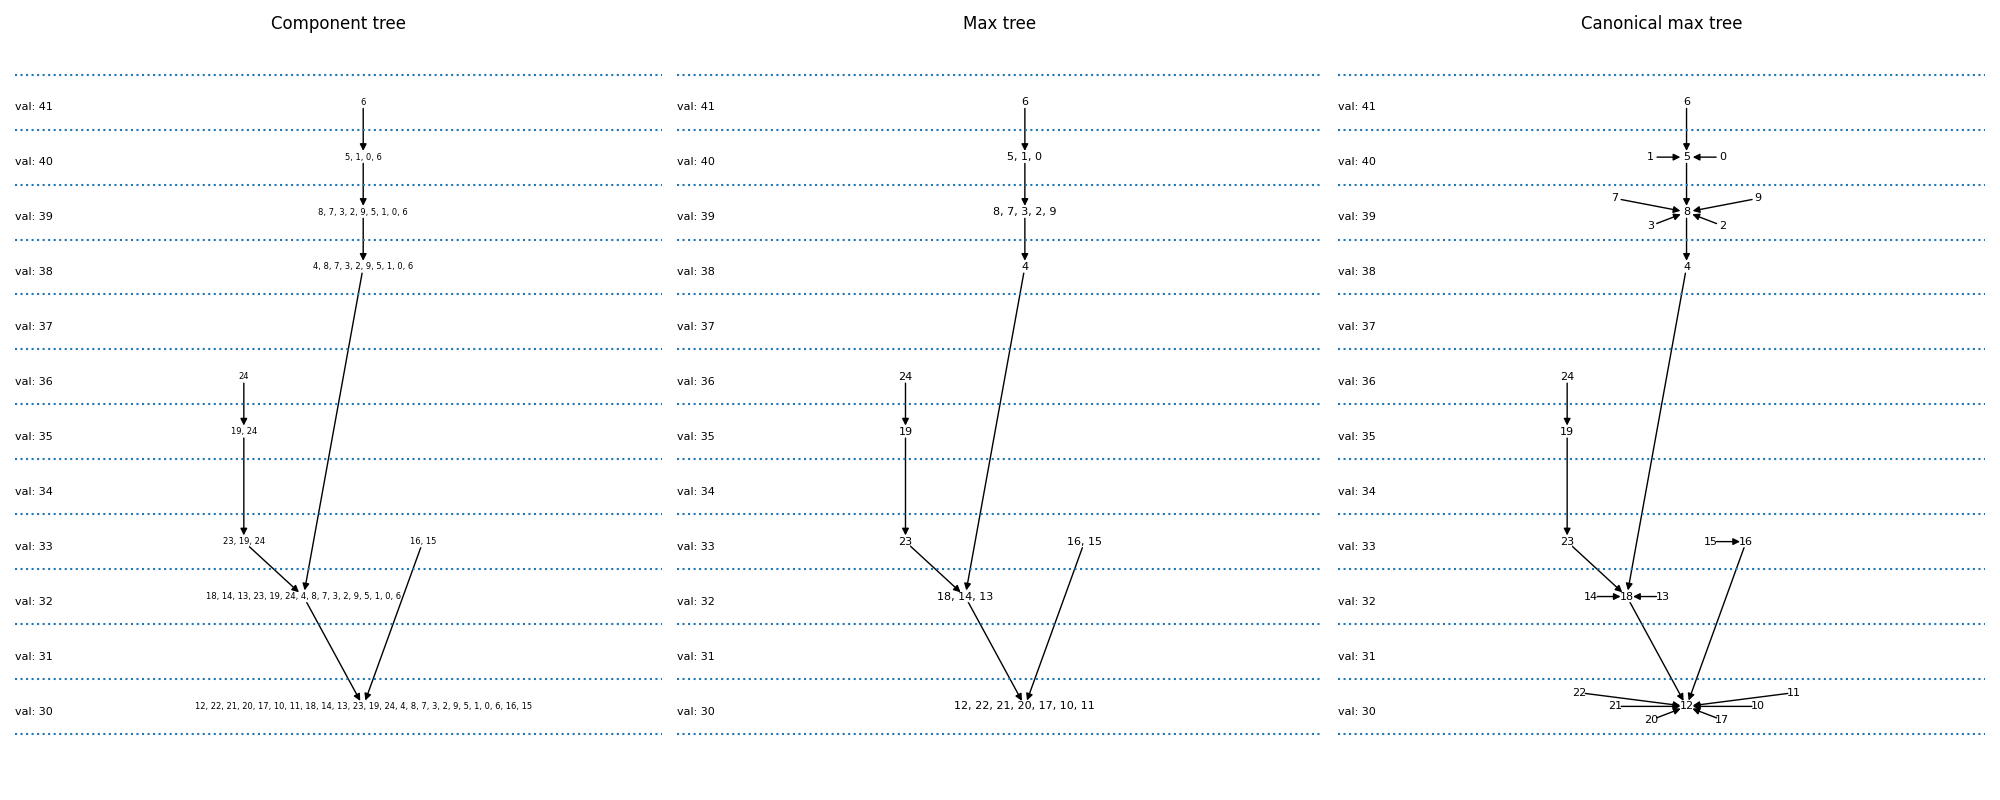 Component tree
val: 41
6
val: 40
5, 1, 0, 6
val: 39
8, 7, 3, 2, 9, 5, 1, 0, 6
val: 38
4, 8, 7, 3, 2, 9, 5, 1, 0, 6
val: 37
val: 36
24
val: 35
19, 24
val: 34
val: 33
23, 19, 24
16, 15
val: 32
18, 14, 13, 23, 19, 24, 4, 8, 7, 3, 2, 9, 5, 1, 0, 6
val: 31
val: 30
12, 22, 21, 20, 17, 10, 11, 18, 14, 13, 23, 19, 24, 4, 8, 7, 3, 2, 9, 5, 1, 0, 6, 16, 15
Max tree
val: 41
6
val: 40
5, 1, 0
val: 39
8, 7, 3, 2, 9
val: 38
4
val: 37
val: 36
24
val: 35
19
val: 34
val: 33
23
16, 15
val: 32
18, 14, 13
val: 31
val: 30
12, 22, 21, 20, 17, 10, 11
Canonical max tree
val: 41
6
val: 40
1
5
0
val: 39
7
9
8
3
2
val: 38
4
val: 37
val: 36
24
val: 35
19
val: 34
val: 33
23
15
16
val: 32
14
18
13
val: 31
val: 30
22
11
21
12
10
20
17